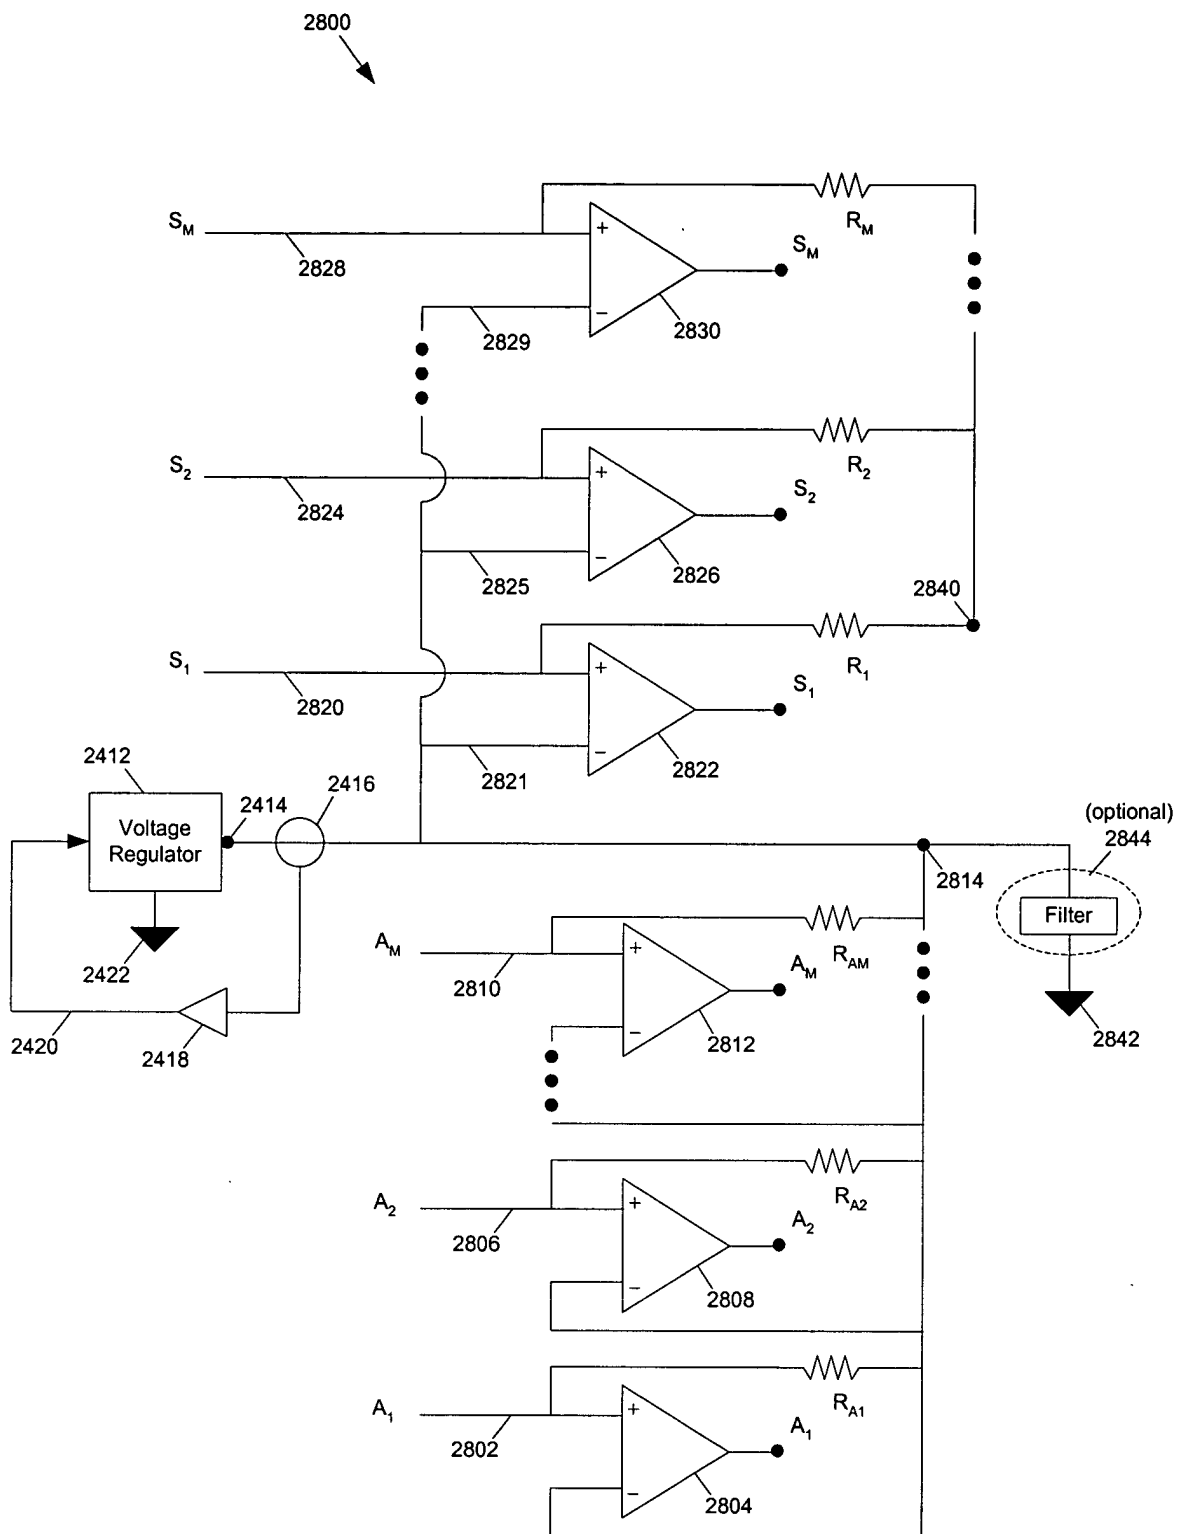 2800
S_M
2828
+
−
R_M
S_M
2830
2829
S_2
2824
+
−
R_2
S_2
2826
2825
2840
S_1
2820
+
−
R_1
S_1
2822
2821
2412
Voltage
Regulator
2414
2416
2422
2420
2418
(optional)
2844
Filter
2842
2814
A_M
2810
+
−
R_AM
A_M
2812
A_2
2806
+
−
R_A2
A_2
2808
A_1
2802
+
−
R_A1
A_1
2804